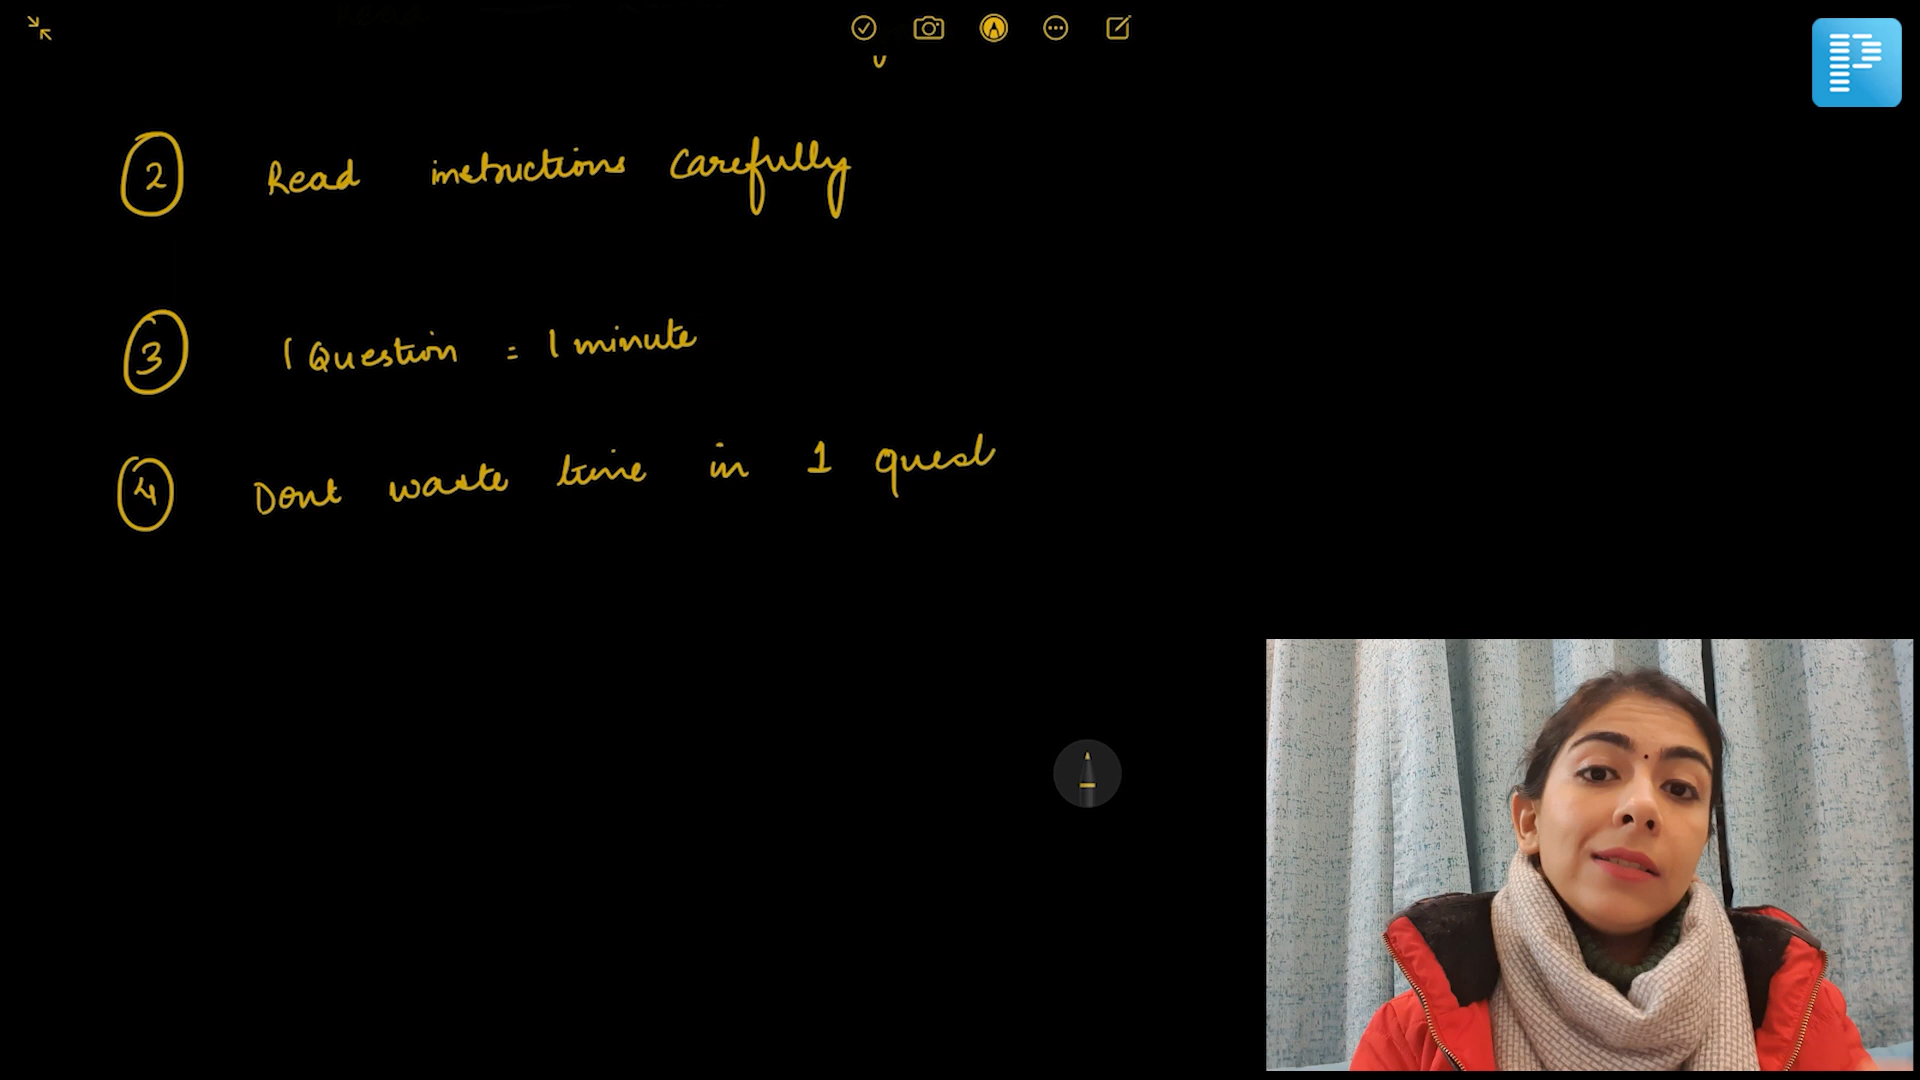 2 Read instructions Carefully
3 1 Question = 1 minute
4 Dont waste time in 1 quest